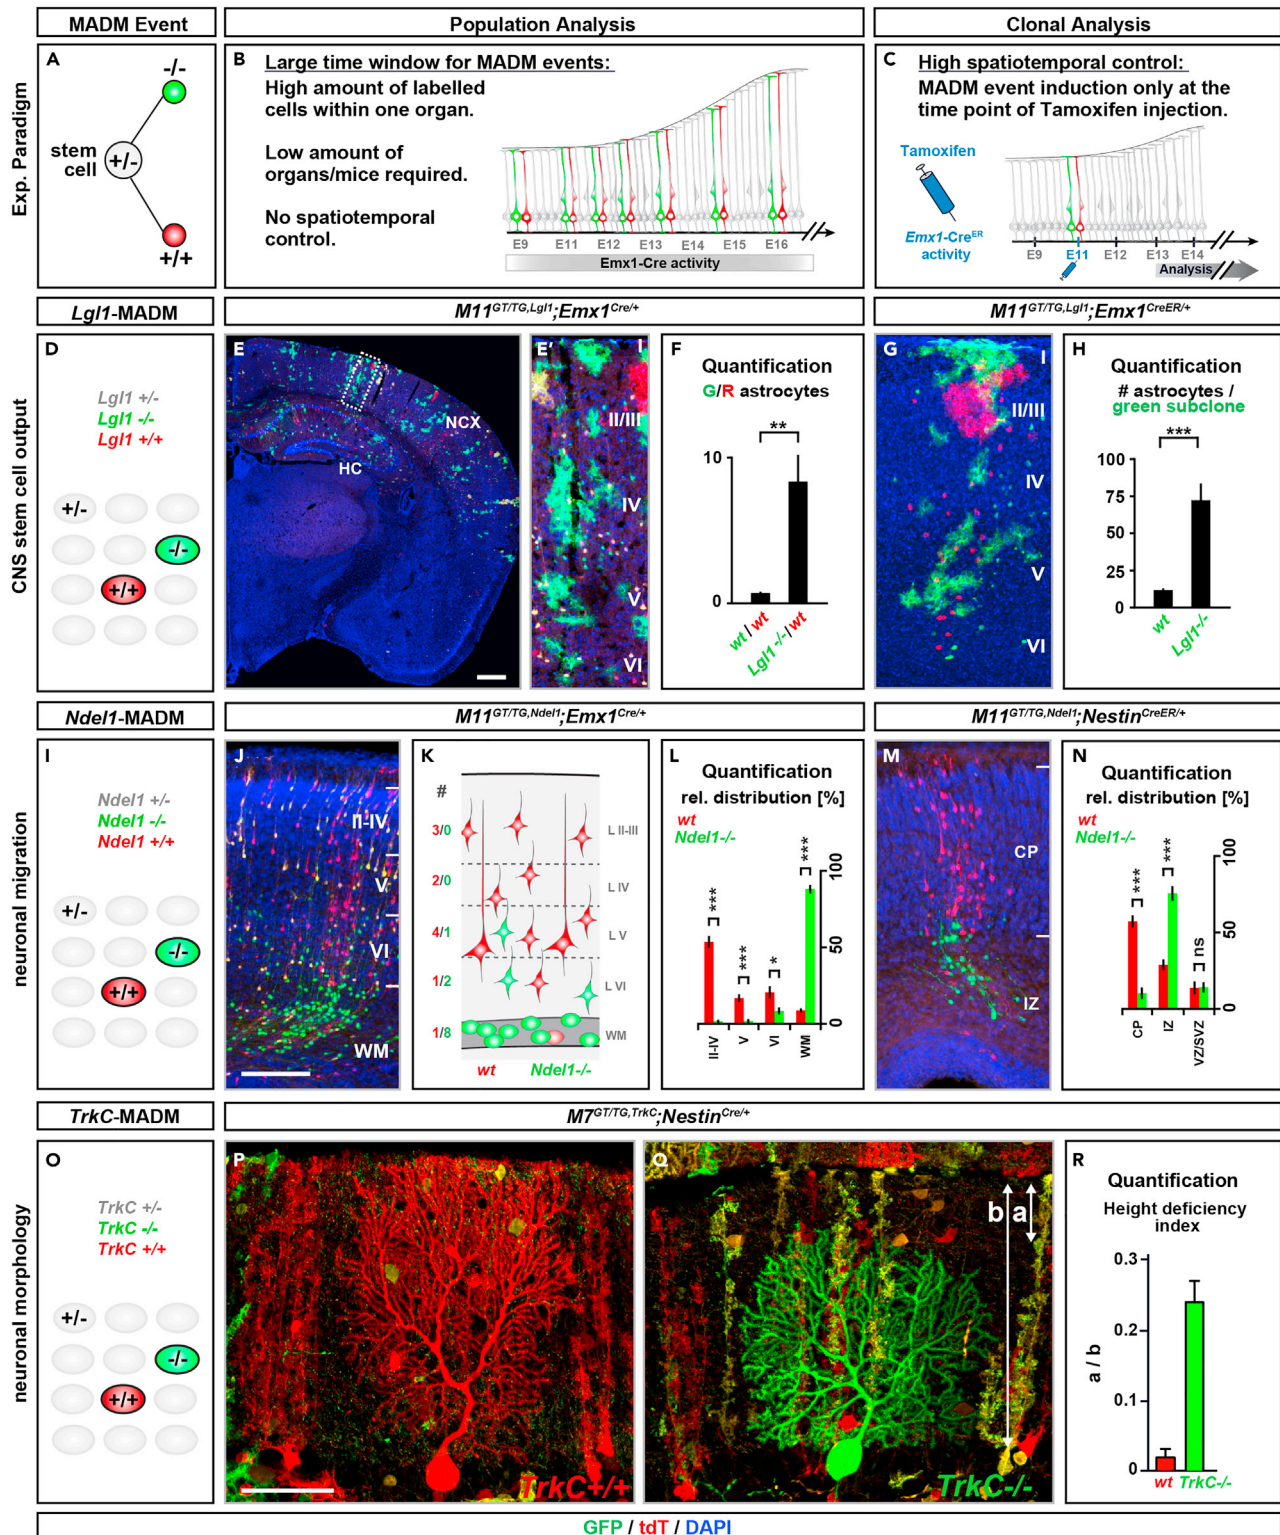 MADM Event
Population Analysis
Clonal Analysis
Exp. Paradigm
A
-/-
stem
cell
+/-
+/+
B
Large time window for MADM events:
High amount of labelled
cells within one organ.
Low amount of
organs/mice required.
No spatiotemporal
control.
E9 E11 E12 E13 E14 E15 E16
Emx1-Cre activity
C
High spatiotemporal control:
MADM event induction only at the
time point of Tamoxifen injection.
Tamoxifen
Emx1-CreER
activity
E9 E11 E12 E13 E14
Analysis
Lgl1-MADM
M11GT/TG,Lgl1;Emx1Cre/+
M11GT/TG,Lgl1;Emx1CreER/+
CNS stem cell output
D
Lgl1 +/-
Lgl1 -/-
Lgl1 +/+
+/-
-/-
+/+
E
NCX
HC
E'
I
II/III
IV
V
VI
F
Quantification
G/R astrocytes
**
10
0
wt/wt
Lgl1-/-/wt
G
I
II/III
IV
V
VI
H
Quantification
# astrocytes /
green subclone
***
100
75
50
25
0
wt
Lgl1-/-
Ndel1-MADM
M11GT/TG,Ndel1;Emx1Cre/+
M11GT/TG,Ndel1;NestinCreER/+
neuronal migration
I
Ndel1 +/-
Ndel1 -/-
Ndel1 +/+
+/-
-/-
+/+
J
II-IV
V
VI
WM
K
#
3/0 L II-III
2/0 L IV
4/1 L V
1/2 L VI
1/8 WM
wt Ndel1-/-
L
Quantification
rel. distribution [%]
wt
Ndel1-/-
***
***
*
***
100
50
0
II-IV
V
VI
WM
M
CP
IZ
N
Quantification
rel. distribution [%]
wt
Ndel1-/-
***
***
ns
100
50
0
CP
IZ
VZ/SVZ
TrkC-MADM
M7GT/TG,TrkC;NestinCre/+
neuronal morphology
O
TrkC +/-
TrkC -/-
TrkC +/+
+/-
-/-
+/+
P
TrkC+/+
Q
b a
TrkC-/-
R
Quantification
Height deficiency
index
0.3
0.2
0.1
0
a / b
wt TrkC-/-
GFP / tdT / DAPI